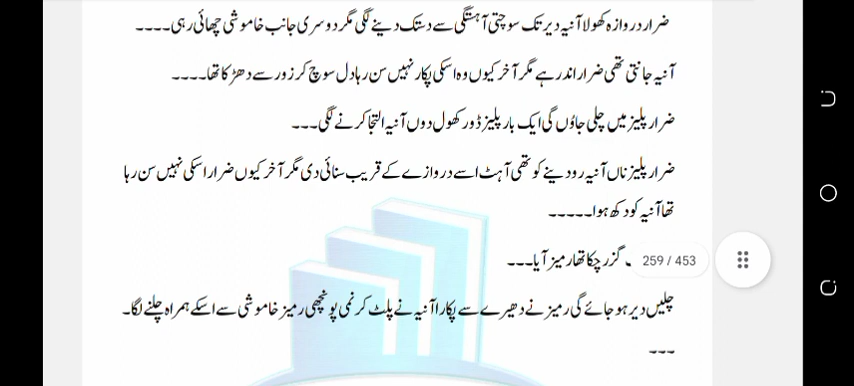 ضرار دروازہ کھولا آنیہ دیر تک سوچتی آہستگی سے دستک دینے لگی مگر دوسری جانب خاموشی چھائی رہی۔۔۔۔
آنیہ جانتی تھی ضرار اندر ہے مگر آخر کیوں وہ اسکی پکار نہیں سن رہا دل سوچ کر زور سے دھڑکا تھا۔۔۔۔
ضرار پلیز میں چلی جاؤں گی ایک بار پلیز ڈور کھول دوں آنیہ التجا کرنے لگی۔۔۔
ضرار پلیز ناں آنیہ رو دینے کو تھی آہٹ اسے دروازے کے قریب سنائی دی مگر آخر کیوں ضرار اسکی نہیں سن رہا
تھا آنیہ کو دکھ ہوا۔۔۔۔۔
گزر چکا تھا رمیز آیا۔۔۔
259 / 453
چلیں دیر ہو جائے گی رمیز نے دھیرے سے پکارا آنیہ نے پلٹ کر نمی پونچھی رمیز خاموشی سے اسکے ہمراہ چلنے لگا۔
۔۔۔